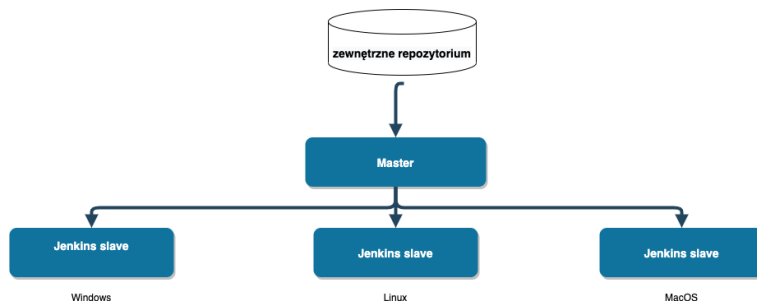 zewnętrzne repozytorium
Master
Jenkins slave
Jenkins slave
Jenkins slave
Windows
Linux
MacOS